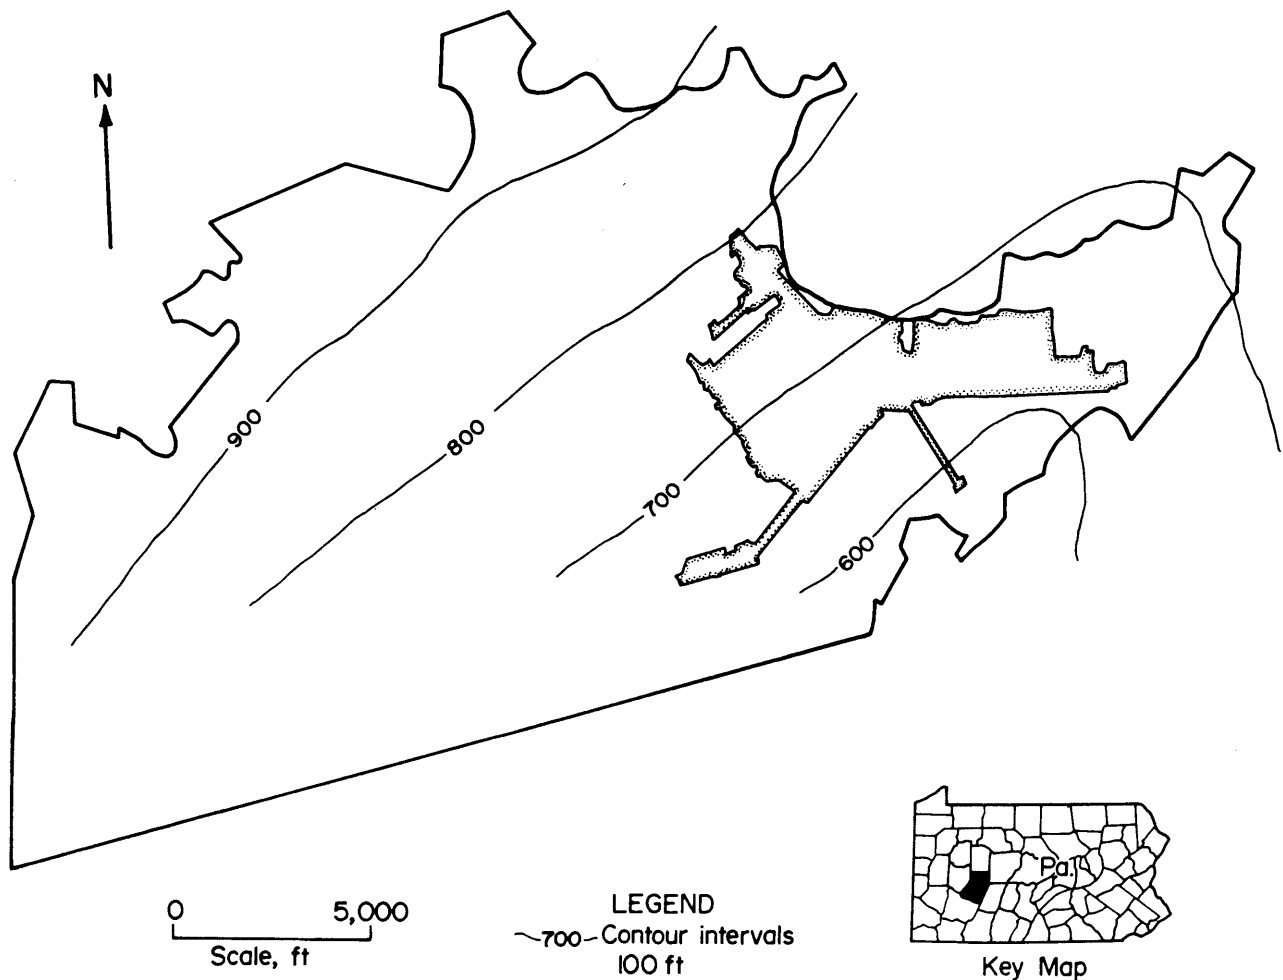 N
900
800
700
600
0 5,000
Scale, ft
LEGEND
700 Contour intervals
100 ft
Pa.
Key Map